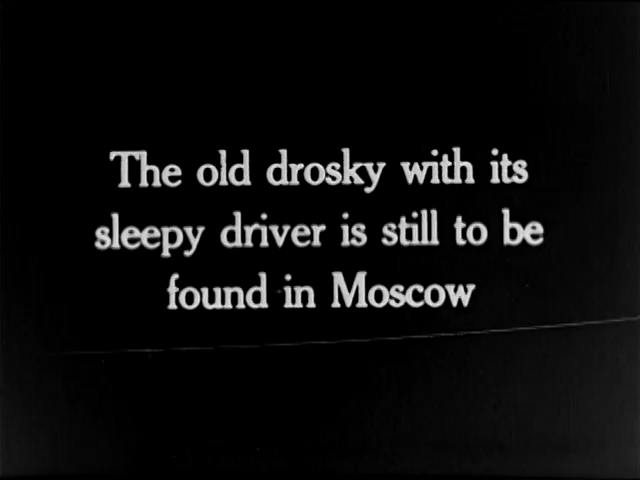 The old drosky with its
sleepy driver is still to be
found in Moscow